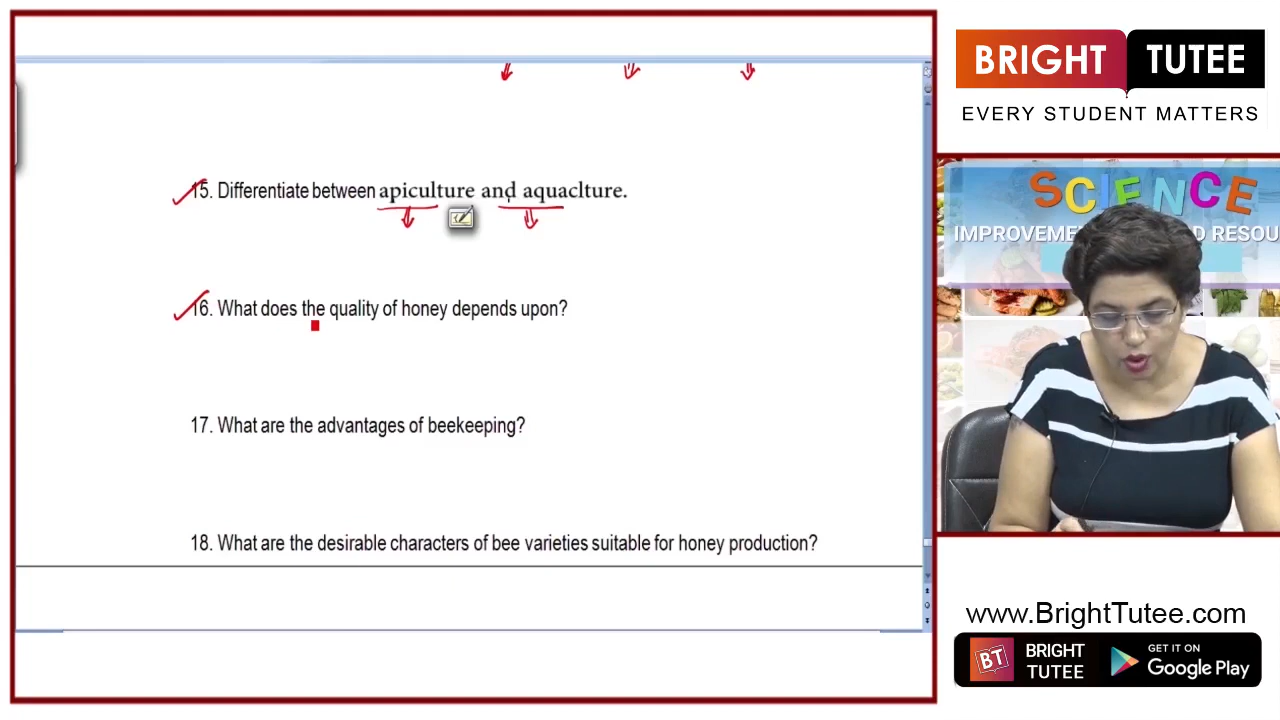 BRIGHT TUTEE
EVERY STUDENT MATTERS
SCIENCE
15. Differentiate between apiculture and aquaclture.
16. What does the quality of honey depends upon?
17. What are the advantages of beekeeping?
18. What are the desirable characters of bee varieties suitable for honey production?
www.BrightTutee.com
BT BRIGHT TUTEE
GET IT ON
Google Play